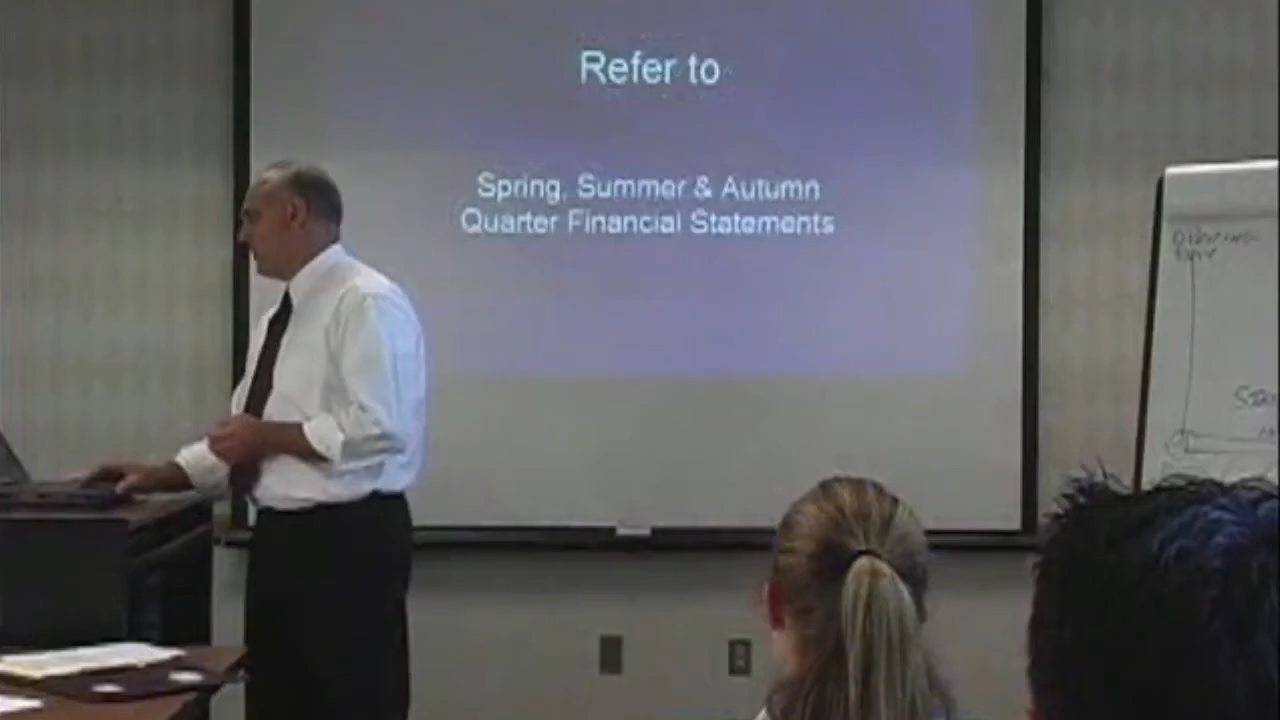 Refer to
Spring, Summer & Autumn
Quarter Financial Statements